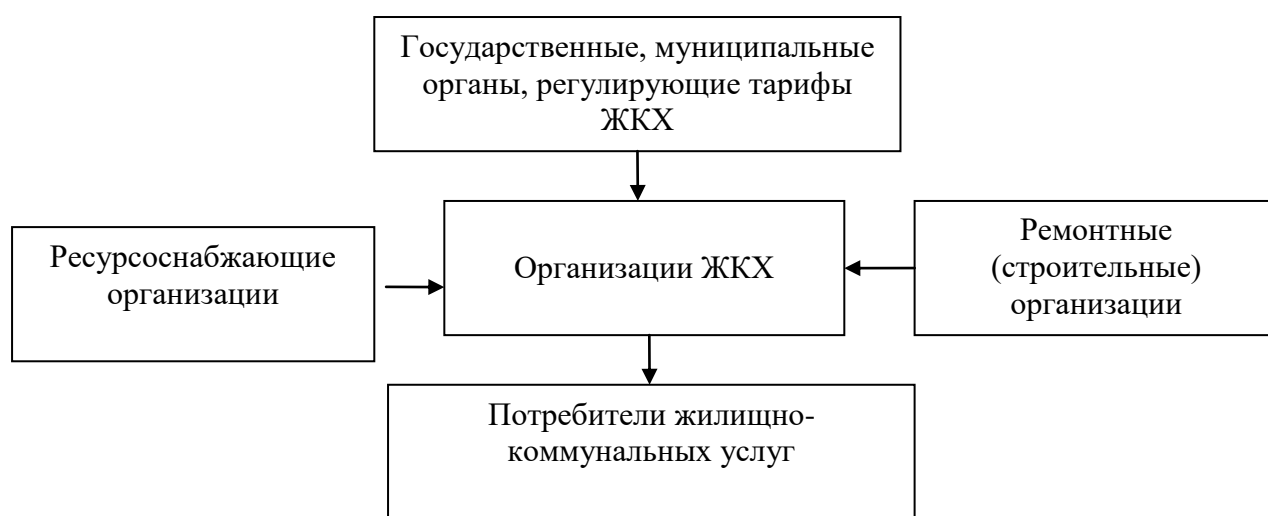 Государственные, муниципальные
органы, регулирующие тарифы
ЖКХ
Ресурсоснабжающие
организации
Организации ЖКХ
Ремонтные
(строительные)
организации
Потребители жилищно-
коммунальных услуг